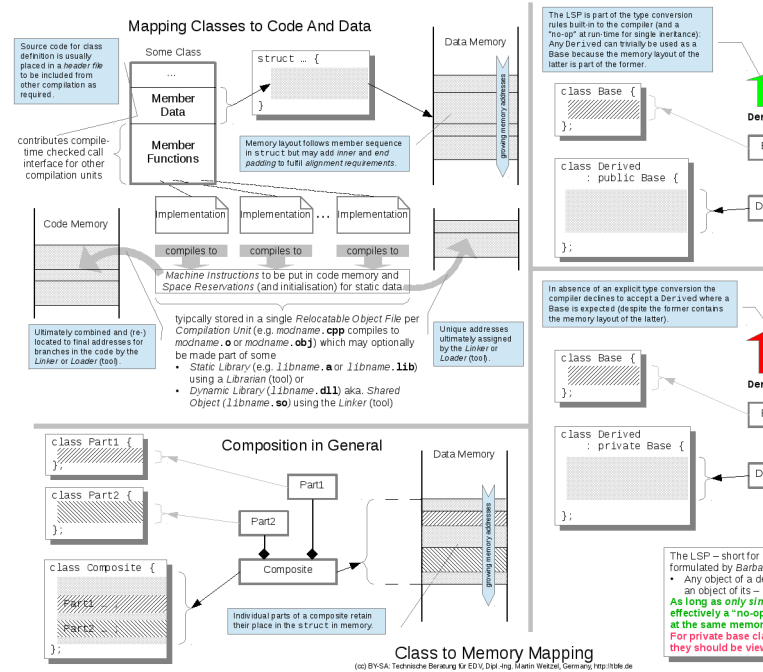 Mapping Classes to Code And Data
Source code for class
definition is usually
placed in a header file
to be included from
other compilation as
required.
Some Class
...
Member
Data
Member
Functions
struct … {
}
Data Memory
growing memory addresses
contributes compile-
time checked call
interface for other
compilation units
Memory layout follows member sequence
in struct but may add inner and end
padding to fulfil alignment requirements.
Code Memory
Implementation
Implementation
...
Implementation
compiles to
compiles to
compiles to
Machine Instructions to be put in code memory and
Space Reservations (and initialisation) for static data
Ultimately combined and (re-)
located to final addresses for
branches in the code by the
Linker or Loader (tool).
tyipcally stored in a single Relocatable Object File per
Compilation Unit (e.g. modname.cpp compiles to
modname.o or modname.obj) which may optionally
be made part of some
• Static Library (e.g. libname.a or libname.lib)
using a Librarian (tool) or
• Dynamic Library (libname.dll) aka. Shared
Object (libname.so) using the Linker (tool)
Unique addresses
ultimately assigned
by the Linker or
Loader (tool).
Composition in General
class Part1 {
};
class Part2 {
};
class Composite {
Part1 … ;
Part2 … ;
};
Part1
Part2
Composite
Data Memory
growing memory addresses
Individual parts of a composite retain
their place in the struct in memory.
The LSP is part of the type conversion
rules built-in to the compiler (and a
"no-op" at run-time for single ineritance):
Any Derived can trivially be used as a
Base because the memory layout of the
latter is part of the former.
class Base {
};
class Derived
: public Base {
};
Der
B
D
In absence of an explicit type conversion the
compiler declines to accept a Derived where a
Base is expected (despite the former contains
the memory layout of the latter).
class Base {
};
class Derived
: private Base {
};
Der
B
D
The LSP – short for
formulated by Barba
• Any object of a de
an object of its –
As long as only sin
effectively a "no-op
at the same memor
For private base cla
they should be view
Class to Memory Mapping
(cc) BY-SA: Technische Beratung für EDV, Dipl.-Ing. Martin Weitzel, Germany, http://tbfe.de